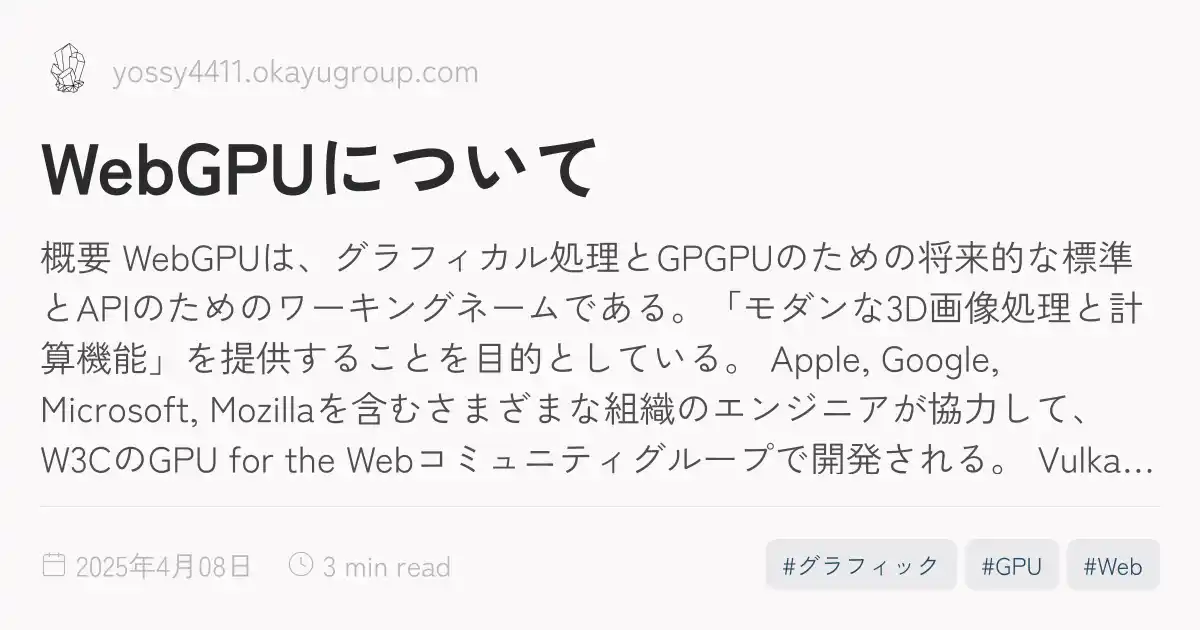 yossy4411.okayugroup.com
WebGPUについて
概要 WebGPUは、グラフィカル処理とGPGPUのための将来的な標準
とAPIのためのワーキングネームである。「モダンな3D画像処理と計
算機能」を提供することを目的としている。 Apple, Google,
Microsoft, Mozillaを含むさまざまな組織のエンジニアが協力して、
W3CのGPU for the Webコミュニティグループで開発される。 Vulka...
2025年4月08日 3 min read #グラフィック #GPU #Web